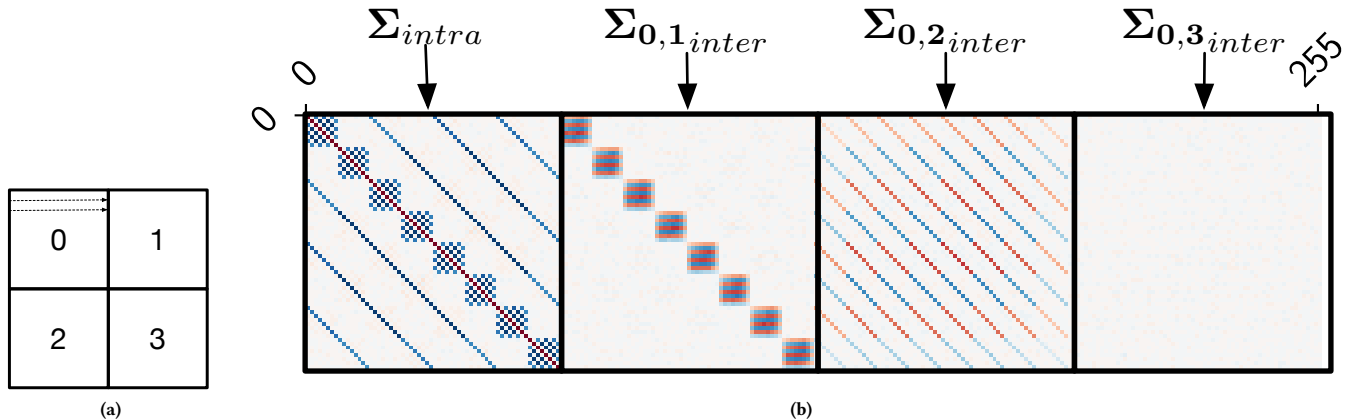 Σintra Σ0,1inter Σ0,2inter Σ0,3inter
0 255
0
0 1
2 3
(a) (b)